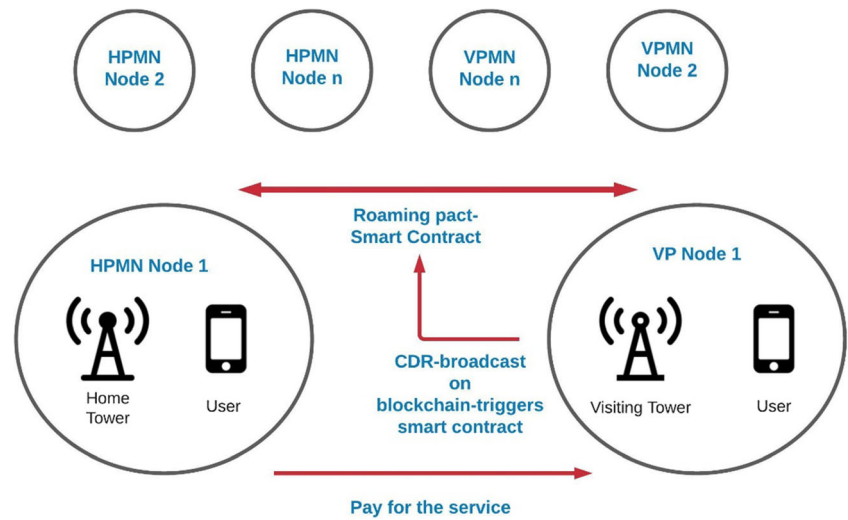 HPMN
Node 2
HPMN
Node n
VPMN
Node n
VPMN
Node 2
Roaming pact-
Smart Contract
HPMN Node 1
VP Node 1
CDR-broadcast
on
blockchain-triggers
smart contract
Home
Tower
User
Visiting Tower
User
Pay for the service